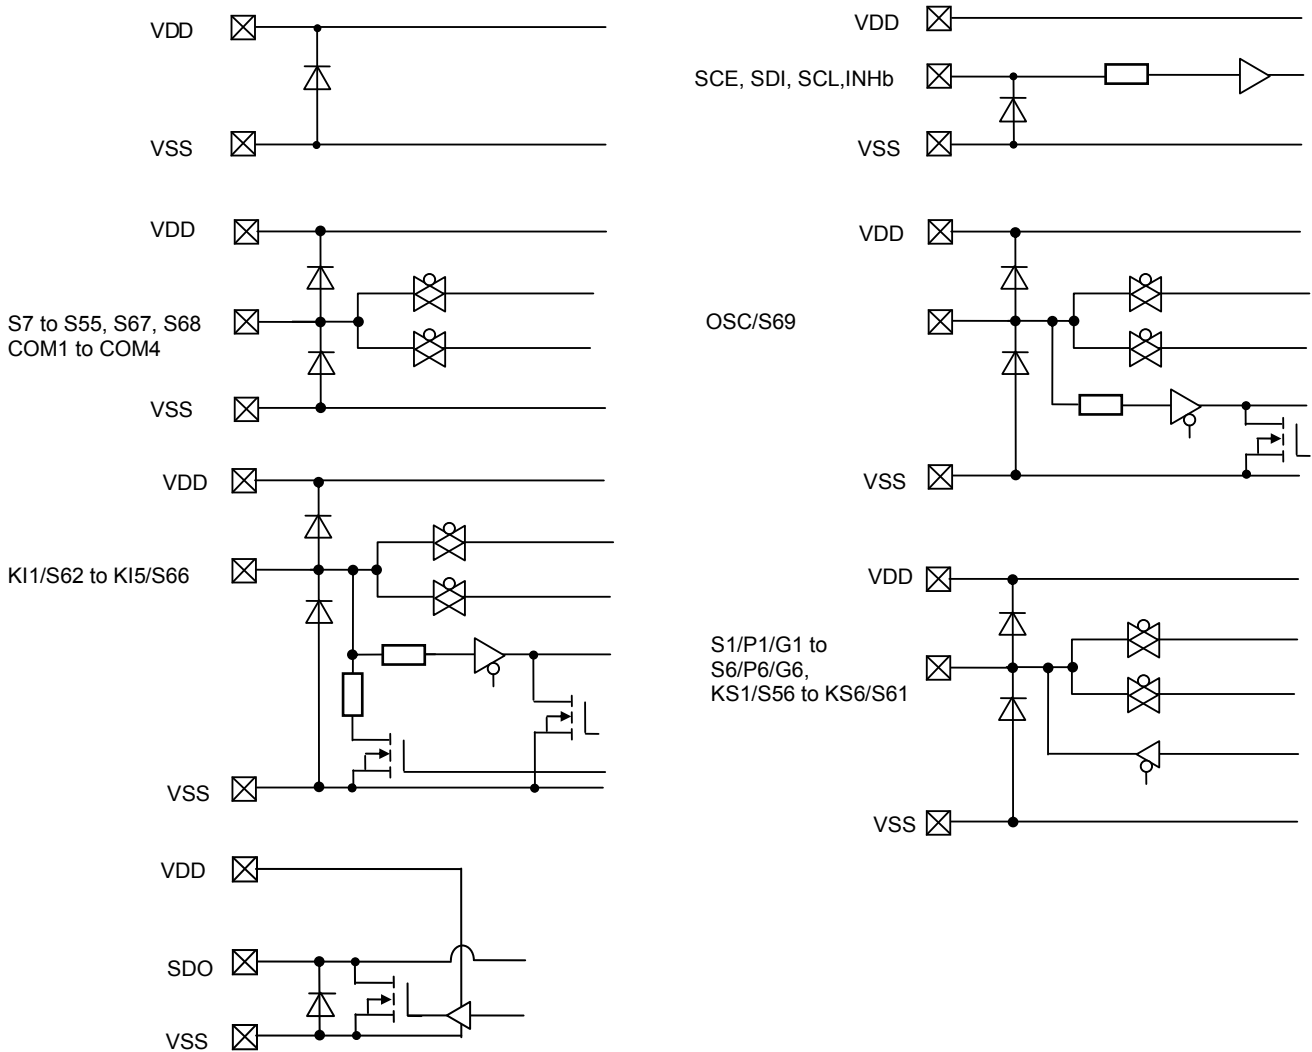 VDD
VSS
VDD
SCE, SDI, SCL,INHb
VSS
VDD
S7 to S55, S67, S68
COM1 to COM4
VSS
VDD
OSC/S69
VSS
VDD
KI1/S62 to KI5/S66
VSS
VDD
S1/P1/G1 to
S6/P6/G6,
KS1/S56 to KS6/S61
VSS
VDD
SDO
VSS